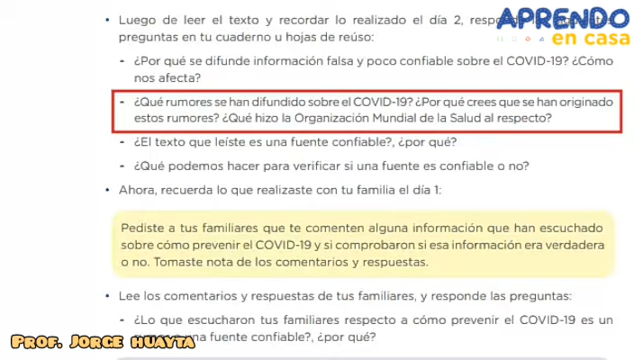 APRENDO
en casa
• Luego de leer el texto y recordar lo realizado el día 2,
preguntas en tu cuaderno u hojas de reúso:
- ¿Por qué se difunde información falsa y poco confiable sobre el COVID-19? ¿Cómo
nos afecta?
- ¿Qué rumores se han difundido sobre el COVID-19? ¿Por qué crees que se han originado
estos rumores? ¿Qué hizo la Organización Mundial de la Salud al respecto?
- ¿El texto que leíste es una fuente confiable?, ¿por qué?
- ¿Qué podemos hacer para verificar si una fuente es confiable o no?
• Ahora, recuerda lo que realizaste con tu familia el día 1:
Pediste a tus familiares que te comenten alguna información que han escuchado
sobre cómo prevenir el COVID-19 y si comprobaron si esa información era verdadera
o no. Tomaste nota de los comentarios y respuestas.
• Lee los comentarios y respuestas de tus familiares, y responde las preguntas:
- ¿Lo que escucharon tus familiares respecto a cómo prevenir el COVID-19 es un
una fuente confiable?, ¿por qué?
Prof. Jorge huayta